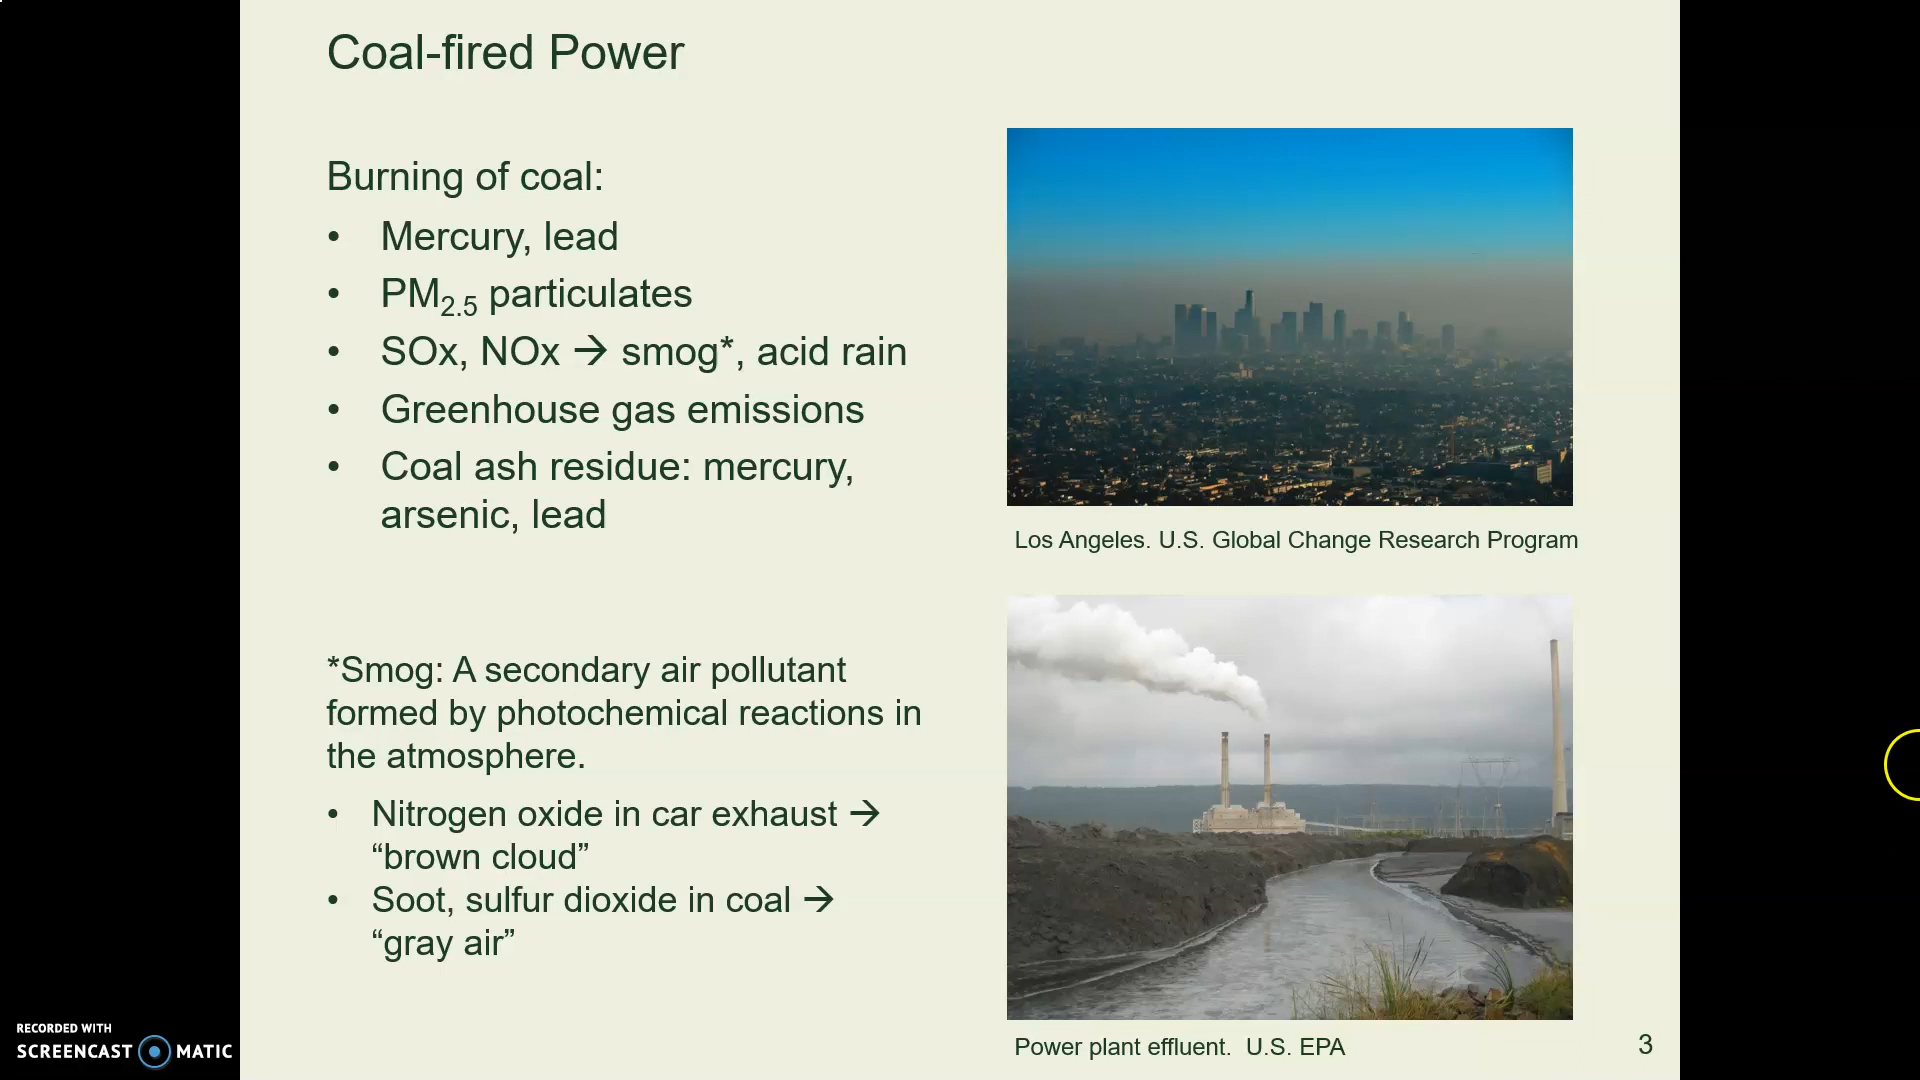 Coal-fired Power
Burning of coal:
• Mercury, lead
• PM2.5 particulates
• SOx, NOx → smog*, acid rain
• Greenhouse gas emissions
• Coal ash residue: mercury,
arsenic, lead
*Smog: A secondary air pollutant
formed by photochemical reactions in
the atmosphere.
• Nitrogen oxide in car exhaust →
“brown cloud”
• Soot, sulfur dioxide in coal →
“gray air”
Los Angeles. U.S. Global Change Research Program
Power plant effluent. U.S. EPA
3
RECORDED WITH
SCREENCAST MATIC